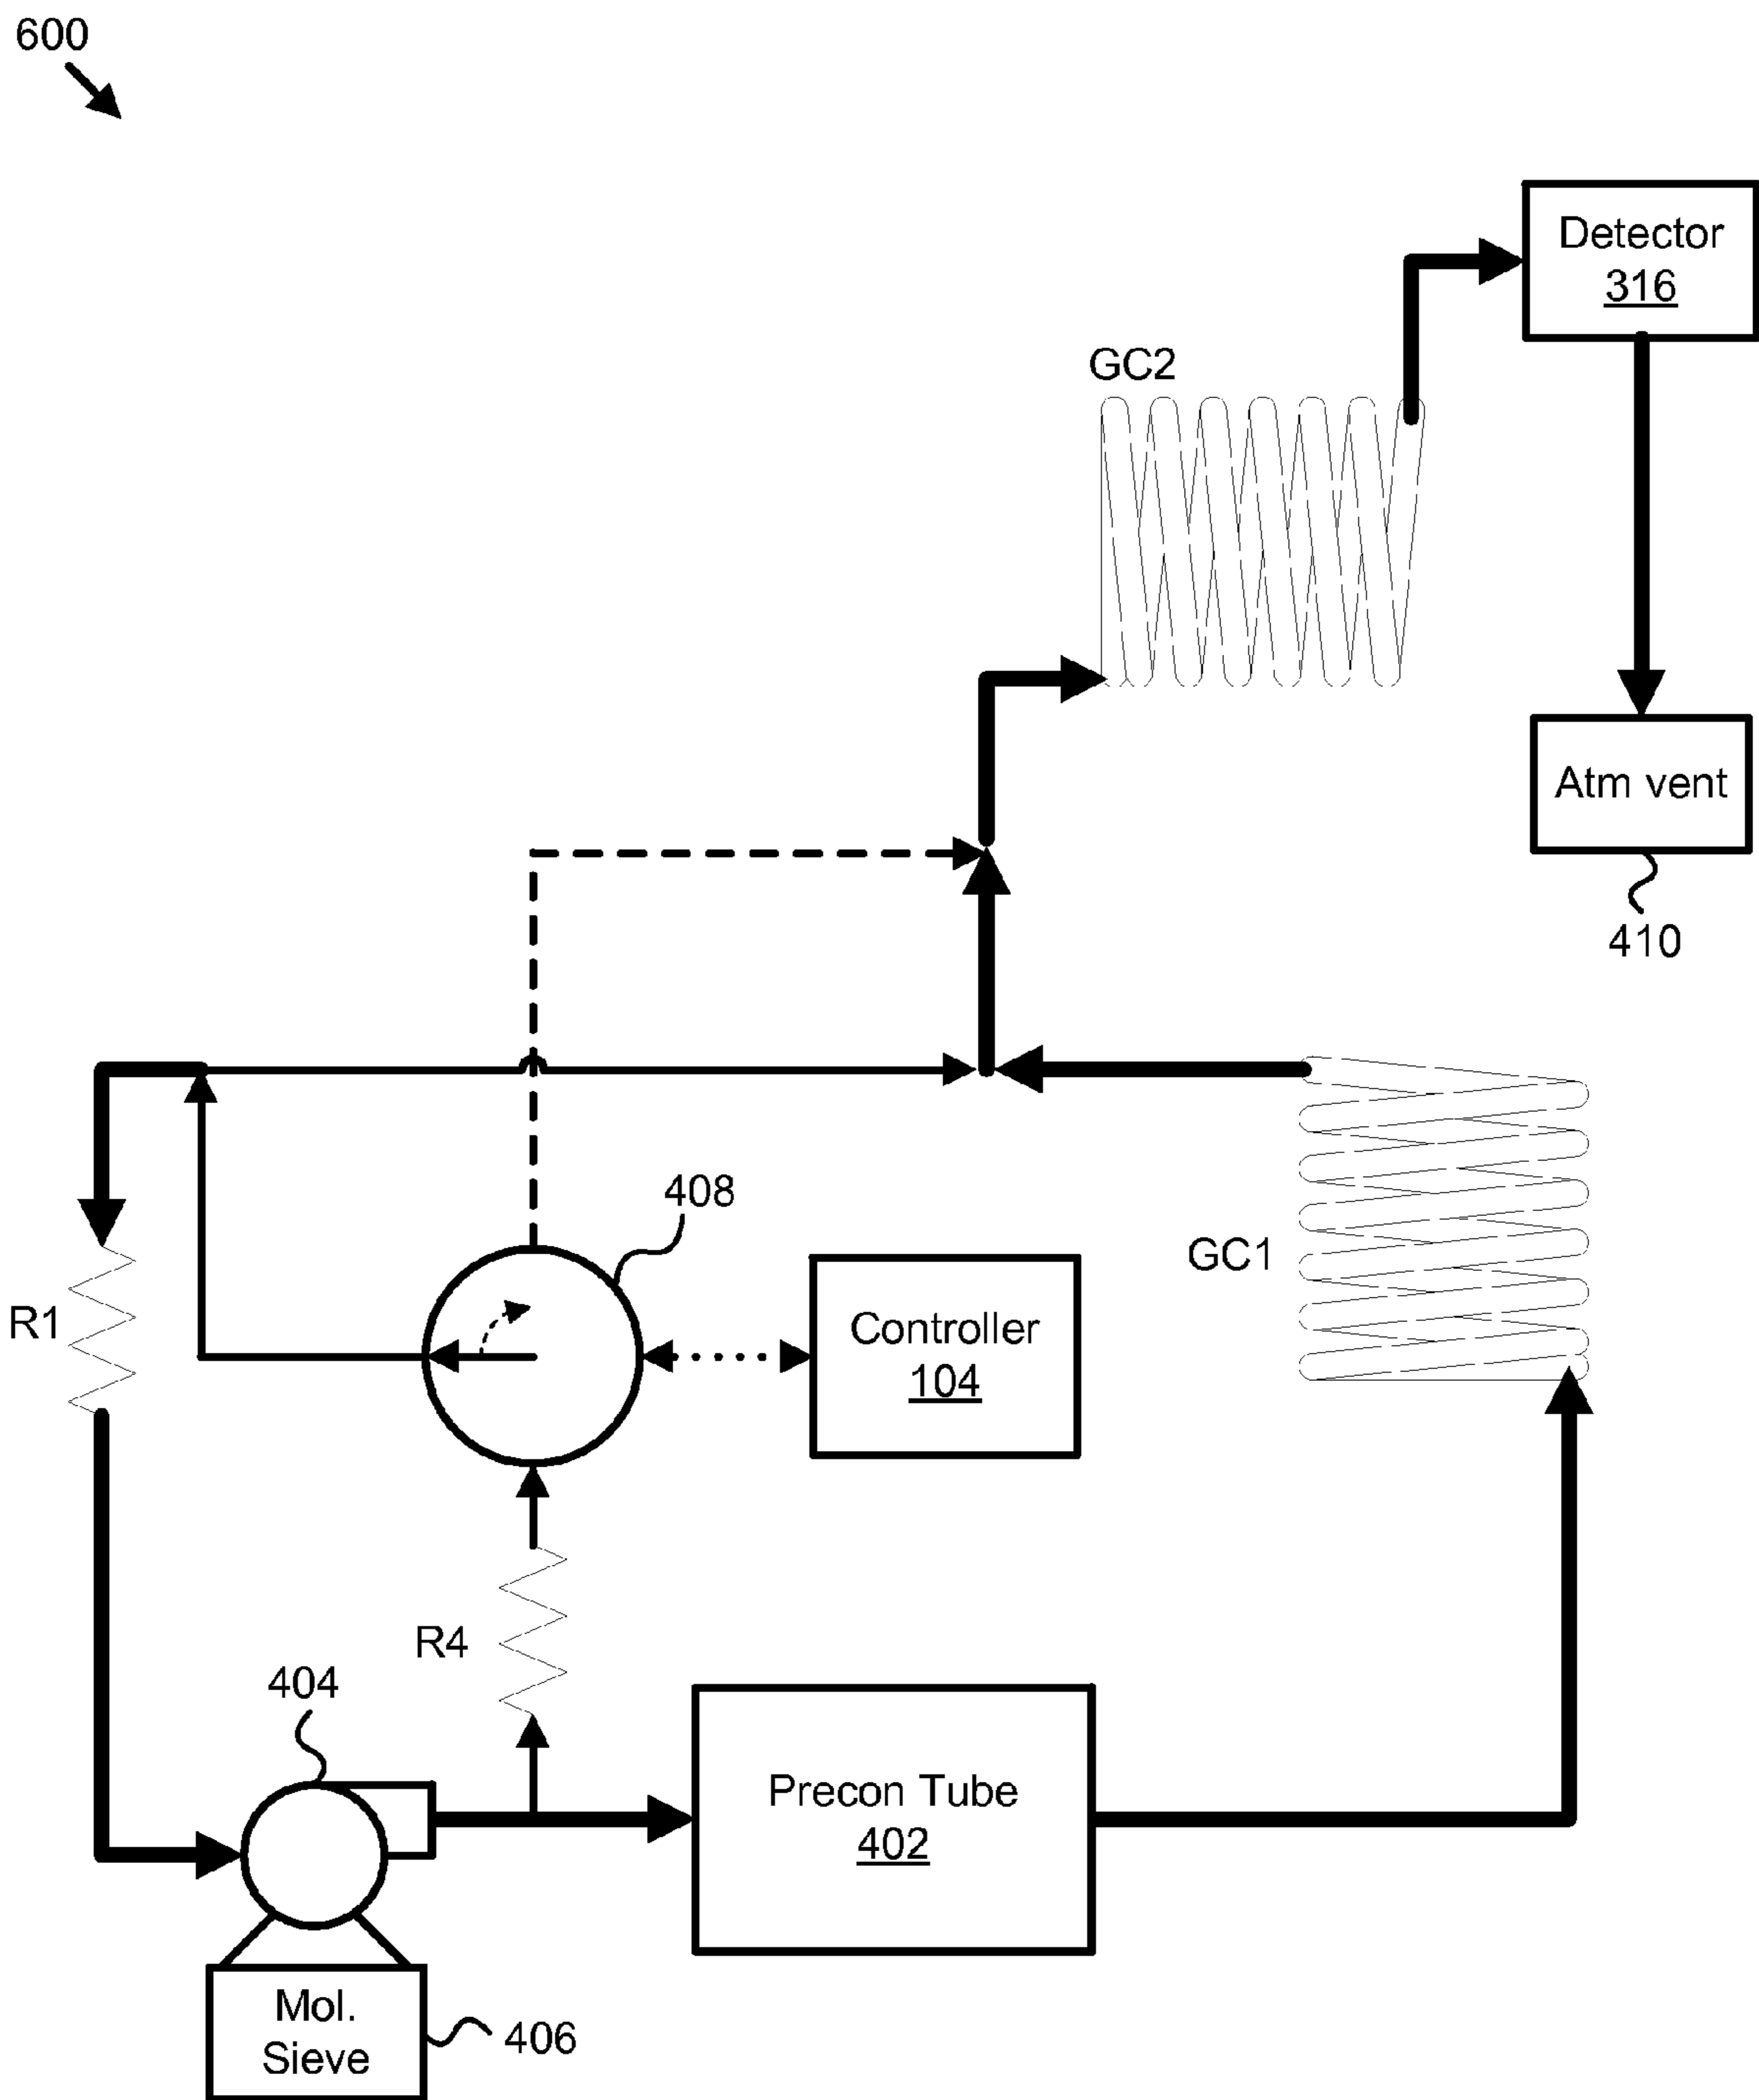 600
Detector
316
GC2
Atm vent
410
408
GC1
R1
Controller
104
R4
404
Precon Tube
402
Mol.
Sieve
406